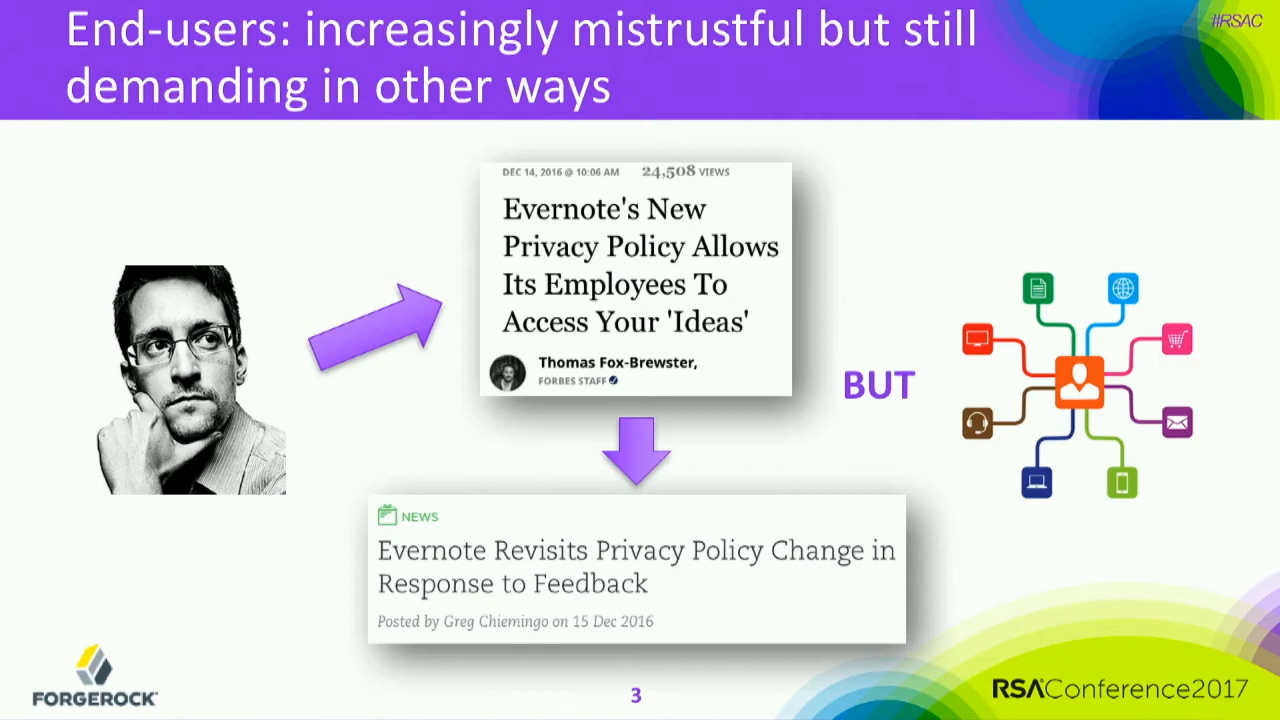 #RSAC
End-users: increasingly mistrustful but still
demanding in other ways
DEC 14, 2016 @ 10:06 AM 24,508 VIEWS
Evernote's New
Privacy Policy Allows
Its Employees To
Access Your 'Ideas'
Thomas Fox-Brewster,
FORBES STAFF
BUT
NEWS
Evernote Revisits Privacy Policy Change in
Response to Feedback
Posted by Greg Chiemingo on 15 Dec 2016
FORGEROCK
3
RSAConference2017